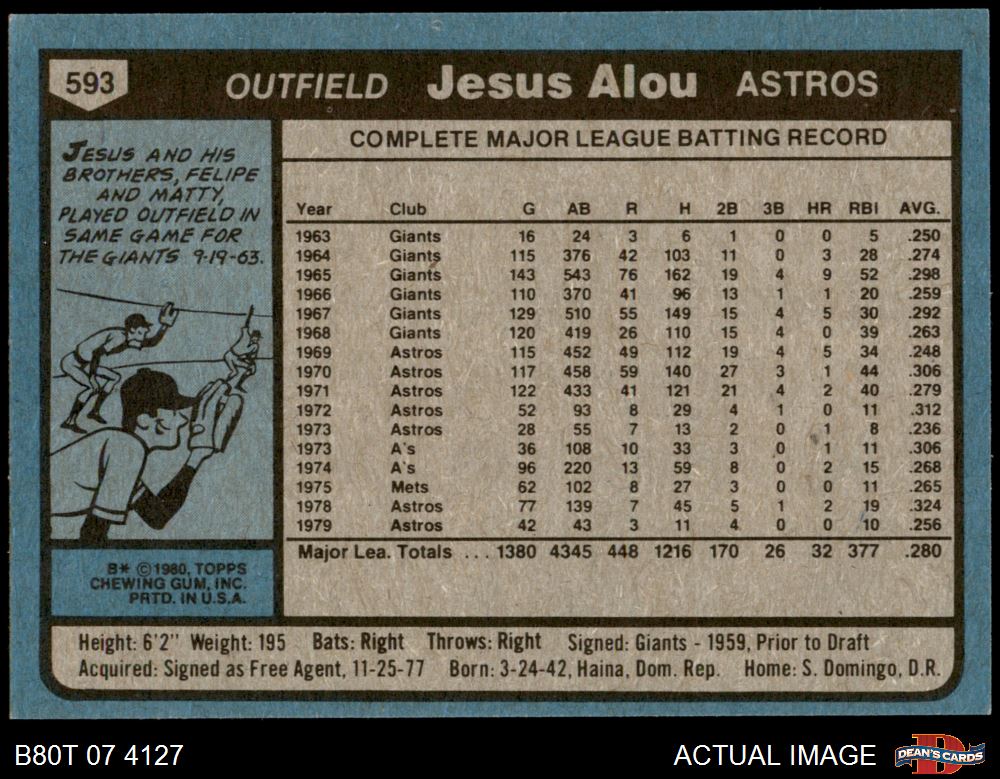 593 OUTFIELD Jesus Alou ASTROS
JESUS AND HIS
BROTHERS, FELIPE
AND MATTY,
PLAYED OUTFIELD IN
SAME GAME FOR
THE GIANTS 9-19-63.
B* ©1980, TOPPS
CHEWING GUM, INC.
PRTD. IN U.S.A.
COMPLETE MAJOR LEAGUE BATTING RECORD
Year Club G AB R H 2B 3B HR RBI AVG.
1963 Giants 16 24 3 6 1 0 0 5 .250
1964 Giants 115 376 42 103 11 0 3 28 .274
1965 Giants 143 543 76 162 19 4 9 52 .298
1966 Giants 110 370 41 96 13 1 1 20 .259
1967 Giants 129 510 55 149 15 4 5 30 .292
1968 Giants 120 419 26 110 15 4 0 39 .263
1969 Astros 115 452 49 112 19 4 5 34 .248
1970 Astros 117 458 59 140 27 3 1 44 .306
1971 Astros 122 433 41 121 21 4 2 40 .279
1972 Astros 52 93 8 29 4 1 0 11 .312
1973 Astros 28 55 7 13 2 0 1 8 .236
1973 A's 36 108 10 33 3 0 1 11 .306
1974 A's 96 220 13 59 8 0 2 15 .268
1975 Mets 62 102 8 27 3 0 0 11 .265
1978 Astros 77 139 7 45 5 1 2 19 .324
1979 Astros 42 43 3 11 4 0 0 10 .256
Major Lea. Totals ... 1380 4345 448 1216 170 26 32 377 .280
Height: 6'2" Weight: 195 Bats: Right Throws: Right Signed: Giants - 1959, Prior to Draft
Acquired: Signed as Free Agent, 11-25-77 Born: 3-24-42, Haina, Dom. Rep. Home: S. Domingo, D.R.
B80T 07 4127 ACTUAL IMAGE DEAN'S CARDS